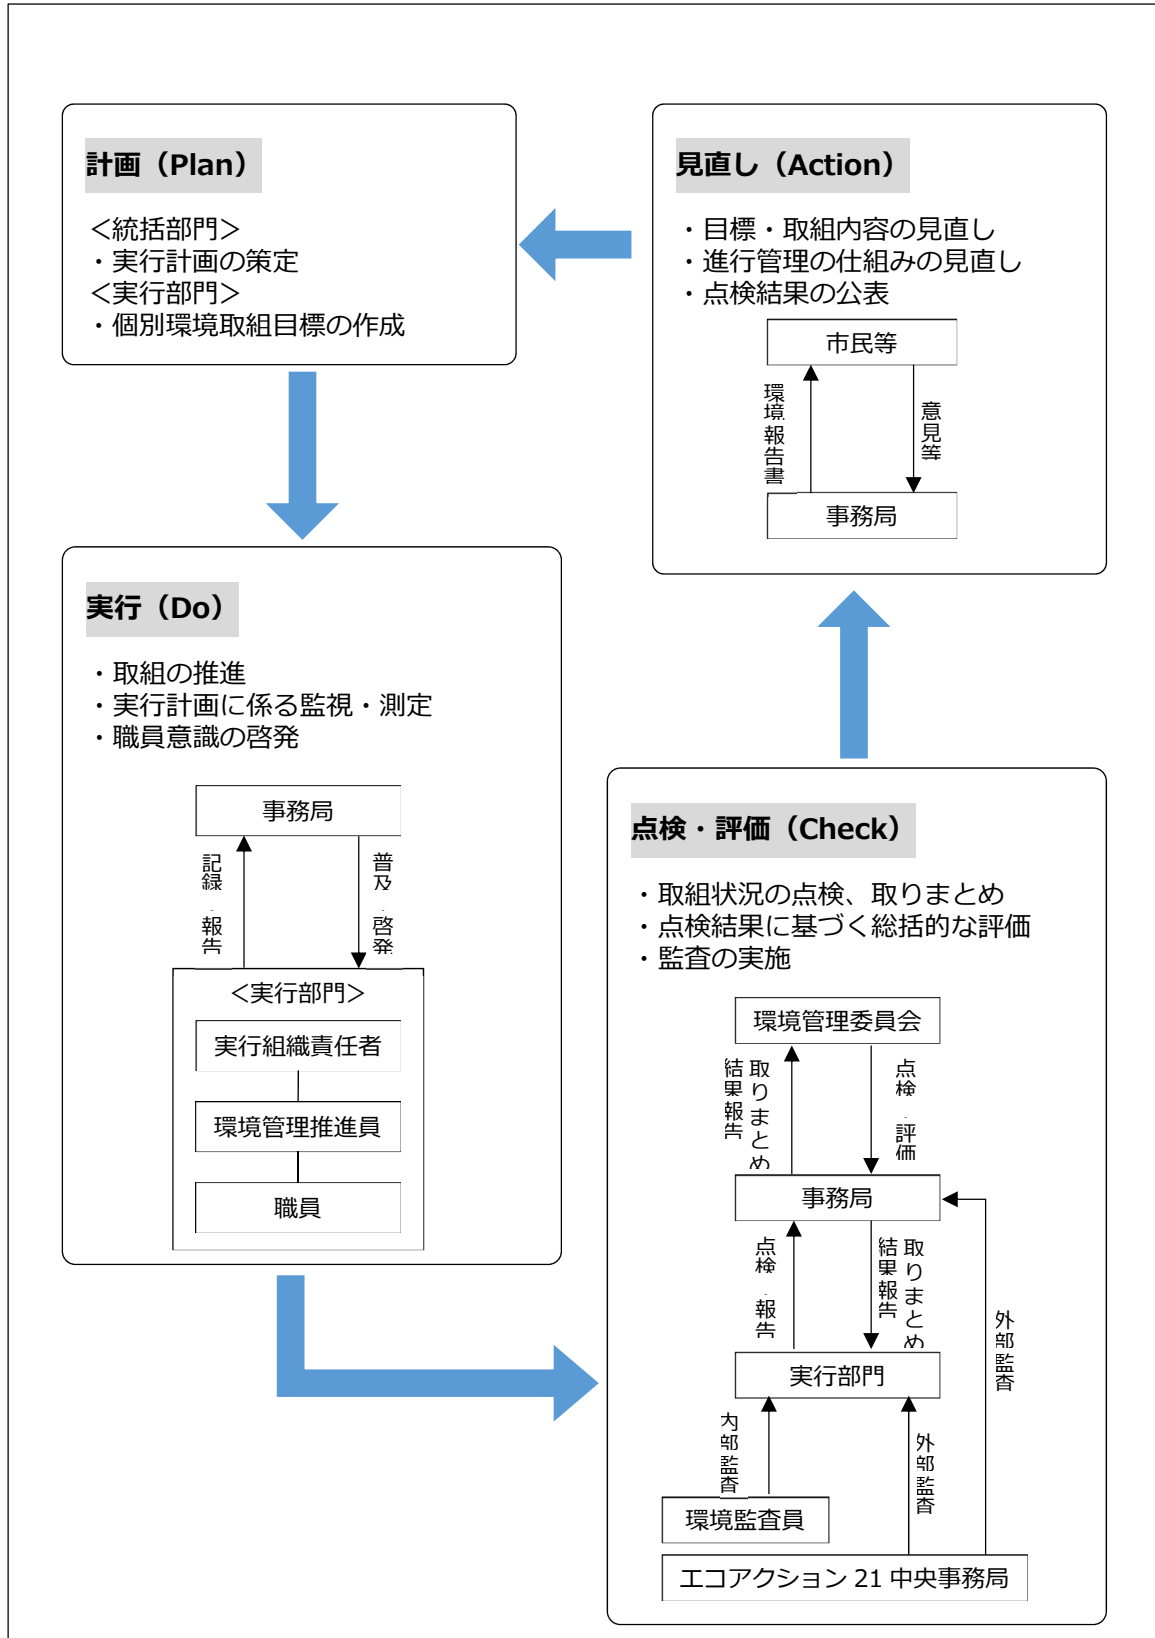 計画（Plan）
＜統括部門＞
・実行計画の策定
＜実行部門＞
・個別環境取組目標の作成
見直し（Action）
・目標・取組内容の見直し
・進行管理の仕組みの見直し
・点検結果の公表
市民等
環境報告書
意見等
事務局
実行（Do）
・取組の推進
・実行計画に係る監視・測定
・職員意識の啓発
事務局
記録・報告
普及・啓発
＜実行部門＞
実行組織責任者
環境管理推進員
職員
点検・評価（Check）
・取組状況の点検、取りまとめ
・点検結果に基づく総括的な評価
・監査の実施
環境管理委員会
取りまとめ
結果報告
点検・評価
事務局
点検・報告
取りまとめ
結果報告
外部監査
実行部門
内部監査
外部監査
環境監査員
エコアクション 21 中央事務局